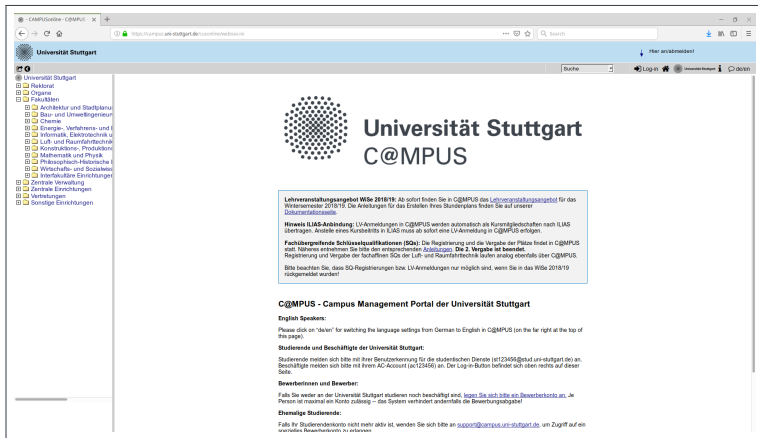 - CAMPUSonline - C@MPUS
https://campus.uni-stuttgart.de/cusonline/webnav.ini
Search
Universität Stuttgart
Hier an/abmelden!
Suche
Log-in
Universität Stuttgart
de/en
Universität Stuttgart
Rektorat
Organe
Fakultäten
Architektur und Stadtplanu
Bau- und Umweltingenieur
Chemie
Energie-, Verfahrens- und
Informatik, Elektrotechnik u
Luft- und Raumfahrttechnik
Konstruktions-, Produktions
Mathematik und Physik
Philosophisch-Historische
Wirtschafts- und Sozialwiss
Interfakultäre Einrichtungen
Zentrale Verwaltung
Zentrale Einrichtungen
Vertretungen
Sonstige Einrichtungen
Universität Stuttgart
C@MPUS
Lehrveranstaltungsangebot WiSe 2018/19: Ab sofort finden Sie in C@MPUS das Lehrveranstaltungsangebot für das
Wintersemester 2018/19. Die Anleitungen für das Erstellen Ihres Stundenplans finden Sie auf unserer
Dokumentationsseite.
Hinweis ILIAS-Anbindung: LV-Anmeldungen in C@MPUS werden automatisch als Kursmitgliedschaften nach ILIAS
übertragen. Anstelle eines Kursbeitritts in ILIAS muss ab sofort eine LV-Anmeldung in C@MPUS erfolgen.
Fachübergreifende Schlüsselqualifikationen (SQs): Die Registrierung und die Vergabe der Plätze findet in C@MPUS
statt. Näheres entnehmen Sie bitte den entsprechenden Anleitungen. Die 2. Vergabe ist beendet.
Registrierung und Vergabe der fachaffinen SQs der Luft- und Raumfahrttechnik laufen analog ebenfalls über C@MPUS.
Bitte beachten Sie, dass SQ-Registrierungen bzw. LV-Anmeldungen nur möglich sind, wenn Sie in das WiSe 2018/19
rückgemeldet wurden!
C@MPUS - Campus Management Portal der Universität Stuttgart
English Speakers:
Please click on "de/en" for switching the language settings from German to English in C@MPUS (on the far right at the top of
this page).
Studierende und Beschäftigte der Universität Stuttgart:
Studierende melden sich bitte mit ihrer Benutzerkennung für die studentischen Dienste (st123456@stud.uni-stuttgart.de) an.
Beschäftigte melden sich bitte mit ihrem AC-Account (ac123456) an. Der Log-in-Button befindet sich oben rechts auf dieser
Seite.
Bewerberinnen und Bewerber:
Falls Sie weder an der Universität Stuttgart studieren noch beschäftigt sind, legen Sie sich bitte ein Bewerberkonto an. Je
Person ist maximal ein Konto zulässig -- das System verhindert andernfalls die Bewerbungsabgabe!
Ehemalige Studierende:
Falls Ihr Studierendenkonto nicht mehr aktiv ist, wenden Sie sich bitte an support@campus.uni-stuttgart.de, um Zugriff auf ein
spezielles Bewerberkonto zu erlangen.